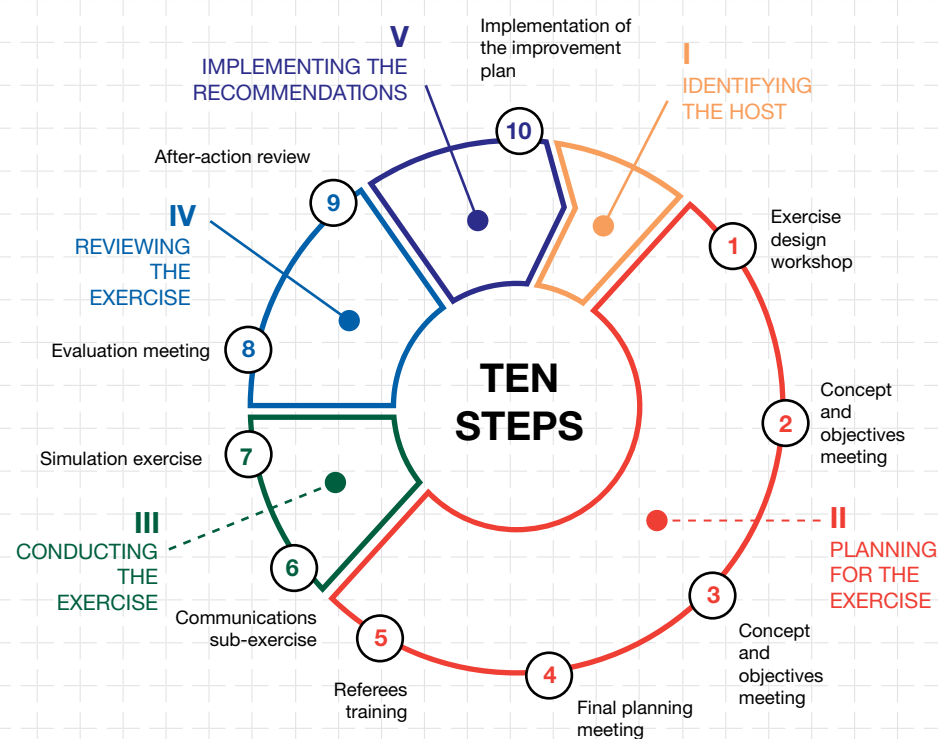 TEN
STEPS
I
IDENTIFYING
THE HOST
1
Exercise
design
workshop
2
Concept
and
objectives
meeting
II
PLANNING
FOR THE
EXERCISE
3
Concept
and
objectives
meeting
4
Final planning
meeting
5
Referees
training
III
CONDUCTING
THE
EXERCISE
6
Communications
sub-exercise
7
Simulation exercise
IV
REVIEWING
THE
EXERCISE
8
Evaluation meeting
9
After-action review
V
IMPLEMENTING THE
RECOMMENDATIONS
10
Implementation of
the improvement
plan